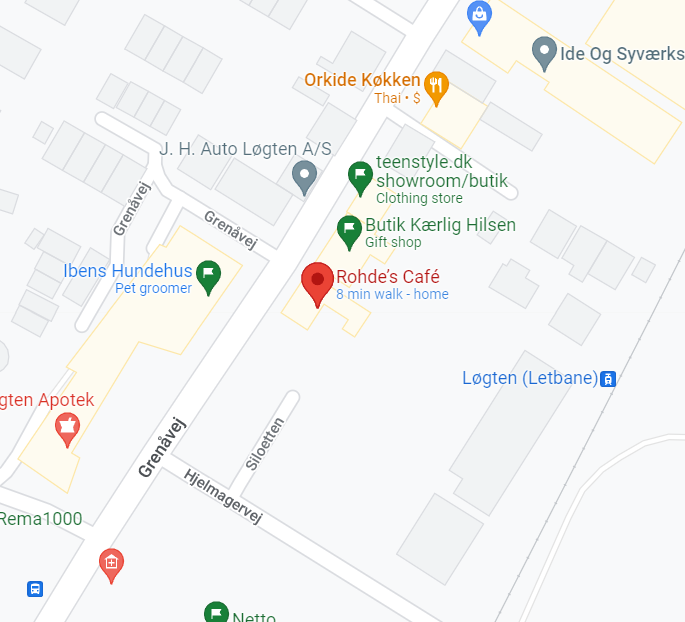 Ide Og Syværks
Orkide Køkken
Thai • $
J. H. Auto Løgten A/S
teenstyle.dk
showroom/butik
Clothing store
Grenåvej
Grenåvej
Butik Kærlig Hilsen
Gift shop
Ibens Hundehus
Pet groomer
Rohde's Café
8 min walk - home
Løgten (Letbane)
gten Apotek
Grenåvej
Siloetten
Hjelmagervej
Rema1000
Netto